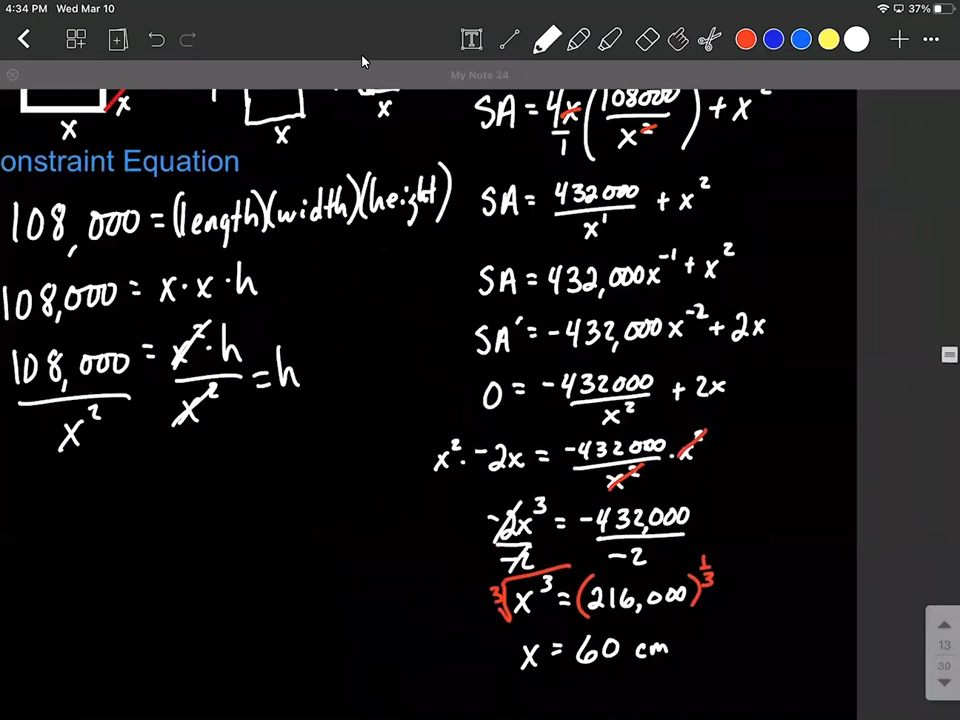 4:34 PM Wed Mar 10
37%
My Note 24
x
x
x
x
onstraint Equation
108,000 = (length)(width)(height)
108,000 = x · x · h
108,000 / x² = x² · h / x² = h
SA = 4x/1 (108000 / x²) + x²
SA = 432000 / x¹ + x²
SA = 432,000x⁻¹ + x²
SA' = -432,000x⁻² + 2x
0 = -432000 / x² + 2x
x² · -2x = -432000 / x² · x²
-2x³ / -2 = -432,000 / -2
³√x³ = (216,000)^1/3
x = 60 cm
13
30